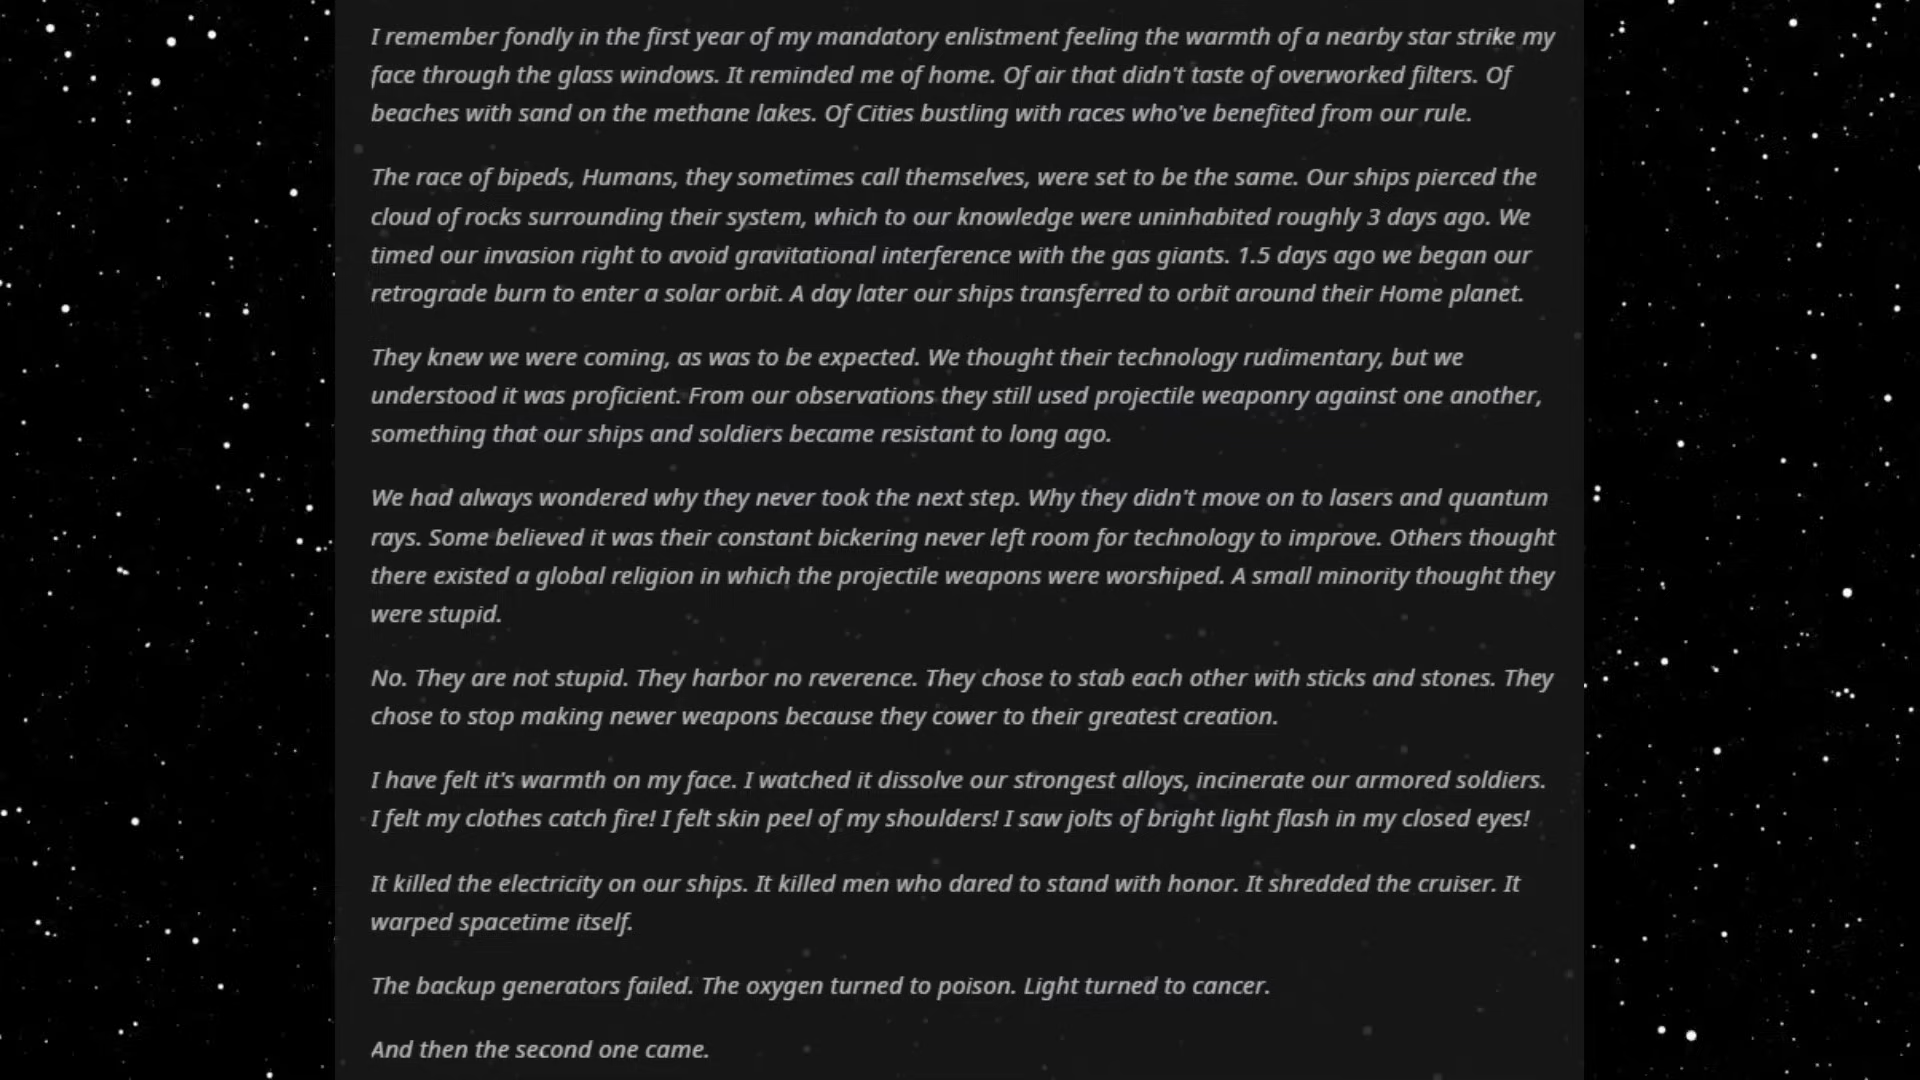 I remember fondly in the first year of my mandatory enlistment feeling the warmth of a nearby star strike my
face through the glass windows. It reminded me of home. Of air that didn't taste of overworked filters. Of
beaches with sand on the methane lakes. Of Cities bustling with races who've benefited from our rule.
The race of bipeds, Humans, they sometimes call themselves, were set to be the same. Our ships pierced the
cloud of rocks surrounding their system, which to our knowledge were uninhabited roughly 3 days ago. We
timed our invasion right to avoid gravitational interference with the gas giants. 1.5 days ago we began our
retrograde burn to enter a solar orbit. A day later our ships transferred to orbit around their Home planet.
They knew we were coming, as was to be expected. We thought their technology rudimentary, but we
understood it was proficient. From our observations they still used projectile weaponry against one another,
something that our ships and soldiers became resistant to long ago.
We had always wondered why they never took the next step. Why they didn't move on to lasers and quantum
rays. Some believed it was their constant bickering never left room for technology to improve. Others thought
there existed a global religion in which the projectile weapons were worshiped. A small minority thought they
were stupid.
No. They are not stupid. They harbor no reverence. They chose to stab each other with sticks and stones. They
chose to stop making newer weapons because they cower to their greatest creation.
I have felt it's warmth on my face. I watched it dissolve our strongest alloys, incinerate our armored soldiers.
I felt my clothes catch fire! I felt skin peel of my shoulders! I saw jolts of bright light flash in my closed eyes!
It killed the electricity on our ships. It killed men who dared to stand with honor. It shredded the cruiser. It
warped spacetime itself.
The backup generators failed. The oxygen turned to poison. Light turned to cancer.
And then the second one came.